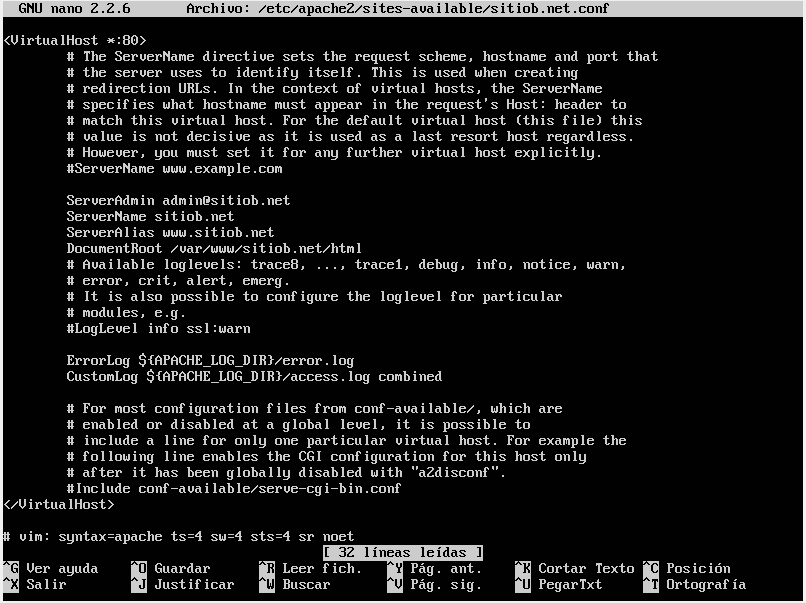 GNU nano 2.2.6 Archivo: /etc/apache2/sites-available/sitiob.net.conf
<VirtualHost *:80>
# The ServerName directive sets the request scheme, hostname and port that
# the server uses to identify itself. This is used when creating
# redirection URLs. In the context of virtual hosts, the ServerName
# specifies what hostname must appear in the request's Host: header to
# match this virtual host. For the default virtual host (this file) this
# value is not decisive as it is used as a last resort host regardless.
# However, you must set it for any further virtual host explicitly.
#ServerName www.example.com
ServerAdmin admin@sitiob.net
ServerName sitiob.net
ServerAlias www.sitiob.net
DocumentRoot /var/www/sitiob.net/html
# Available loglevels: trace8, ..., trace1, debug, info, notice, warn,
# error, crit, alert, emerg.
# It is also possible to configure the loglevel for particular
# modules, e.g.
#LogLevel info ssl:warn
ErrorLog ${APACHE_LOG_DIR}/error.log
CustomLog ${APACHE_LOG_DIR}/access.log combined
# For most configuration files from conf-available/, which are
# enabled or disabled at a global level, it is possible to
# include a line for only one particular virtual host. For example the
# following line enables the CGI configuration for this host only
# after it has been globally disabled with "a2disconf".
#Include conf-available/serve-cgi-bin.conf
</VirtualHost>
# vim: syntax=apache ts=4 sw=4 sts=4 sr noet
[ 32 líneas leídas ]
^G Ver ayuda ^O Guardar ^R Leer fich. ^Y Pág. ant. ^K Cortar Texto ^C Posición
^X Salir ^J Justificar ^W Buscar ^V Pág. sig. ^U PegarTxt ^T Ortografía